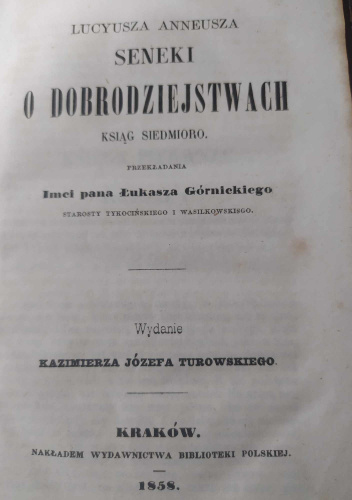 LUCYUSZA ANNEUSZA
SENEKI
O DOBRODZIEJSTWACH
KSIĄG SIEDMIORO.
PRZEKŁADANIA
Imci pana Łukasza Górnickiego
STAROSTY TYKOCIŃSKIEGO I WASILKOWSKIEGO.
Wydanie
KAZIMIERZA JÓZEFA TUROWSKIEGO.
KRAKÓW.
NAKŁADEM WYDAWNICTWA BIBLIOTEKI POLSKIEJ.
1858.